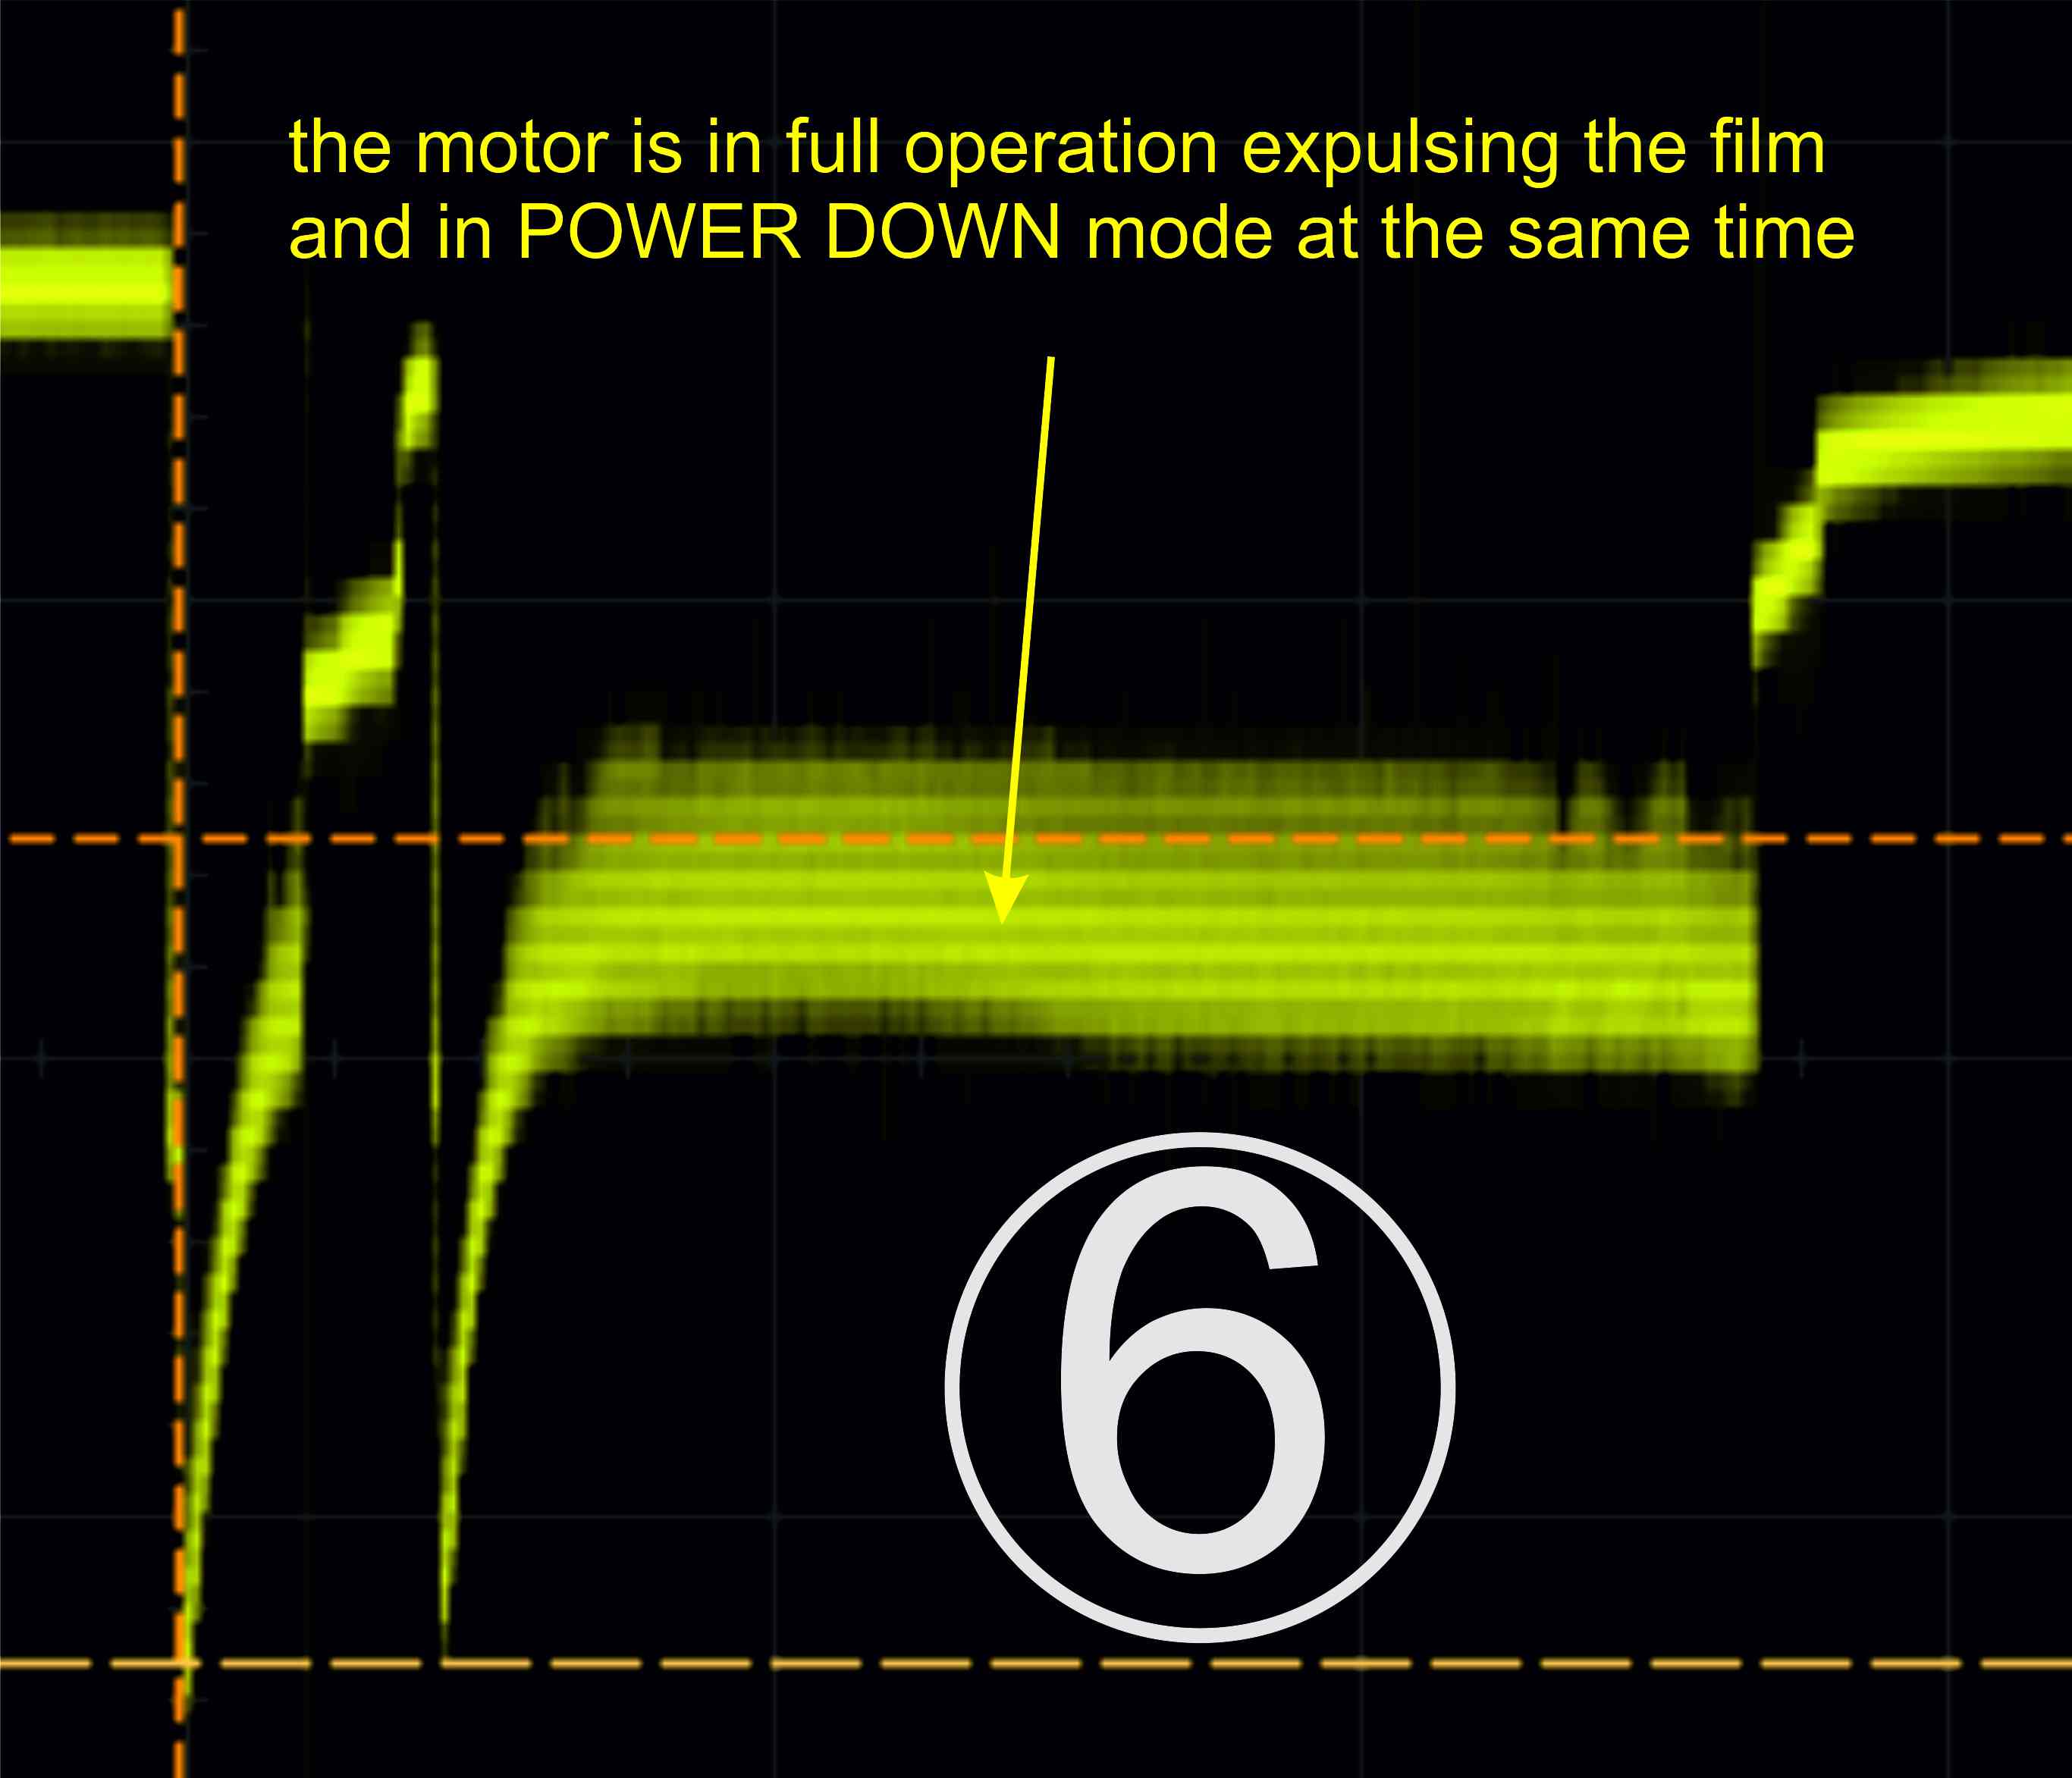 the motor is in full operation expulsing the film
and in POWER DOWN mode at the same time
6